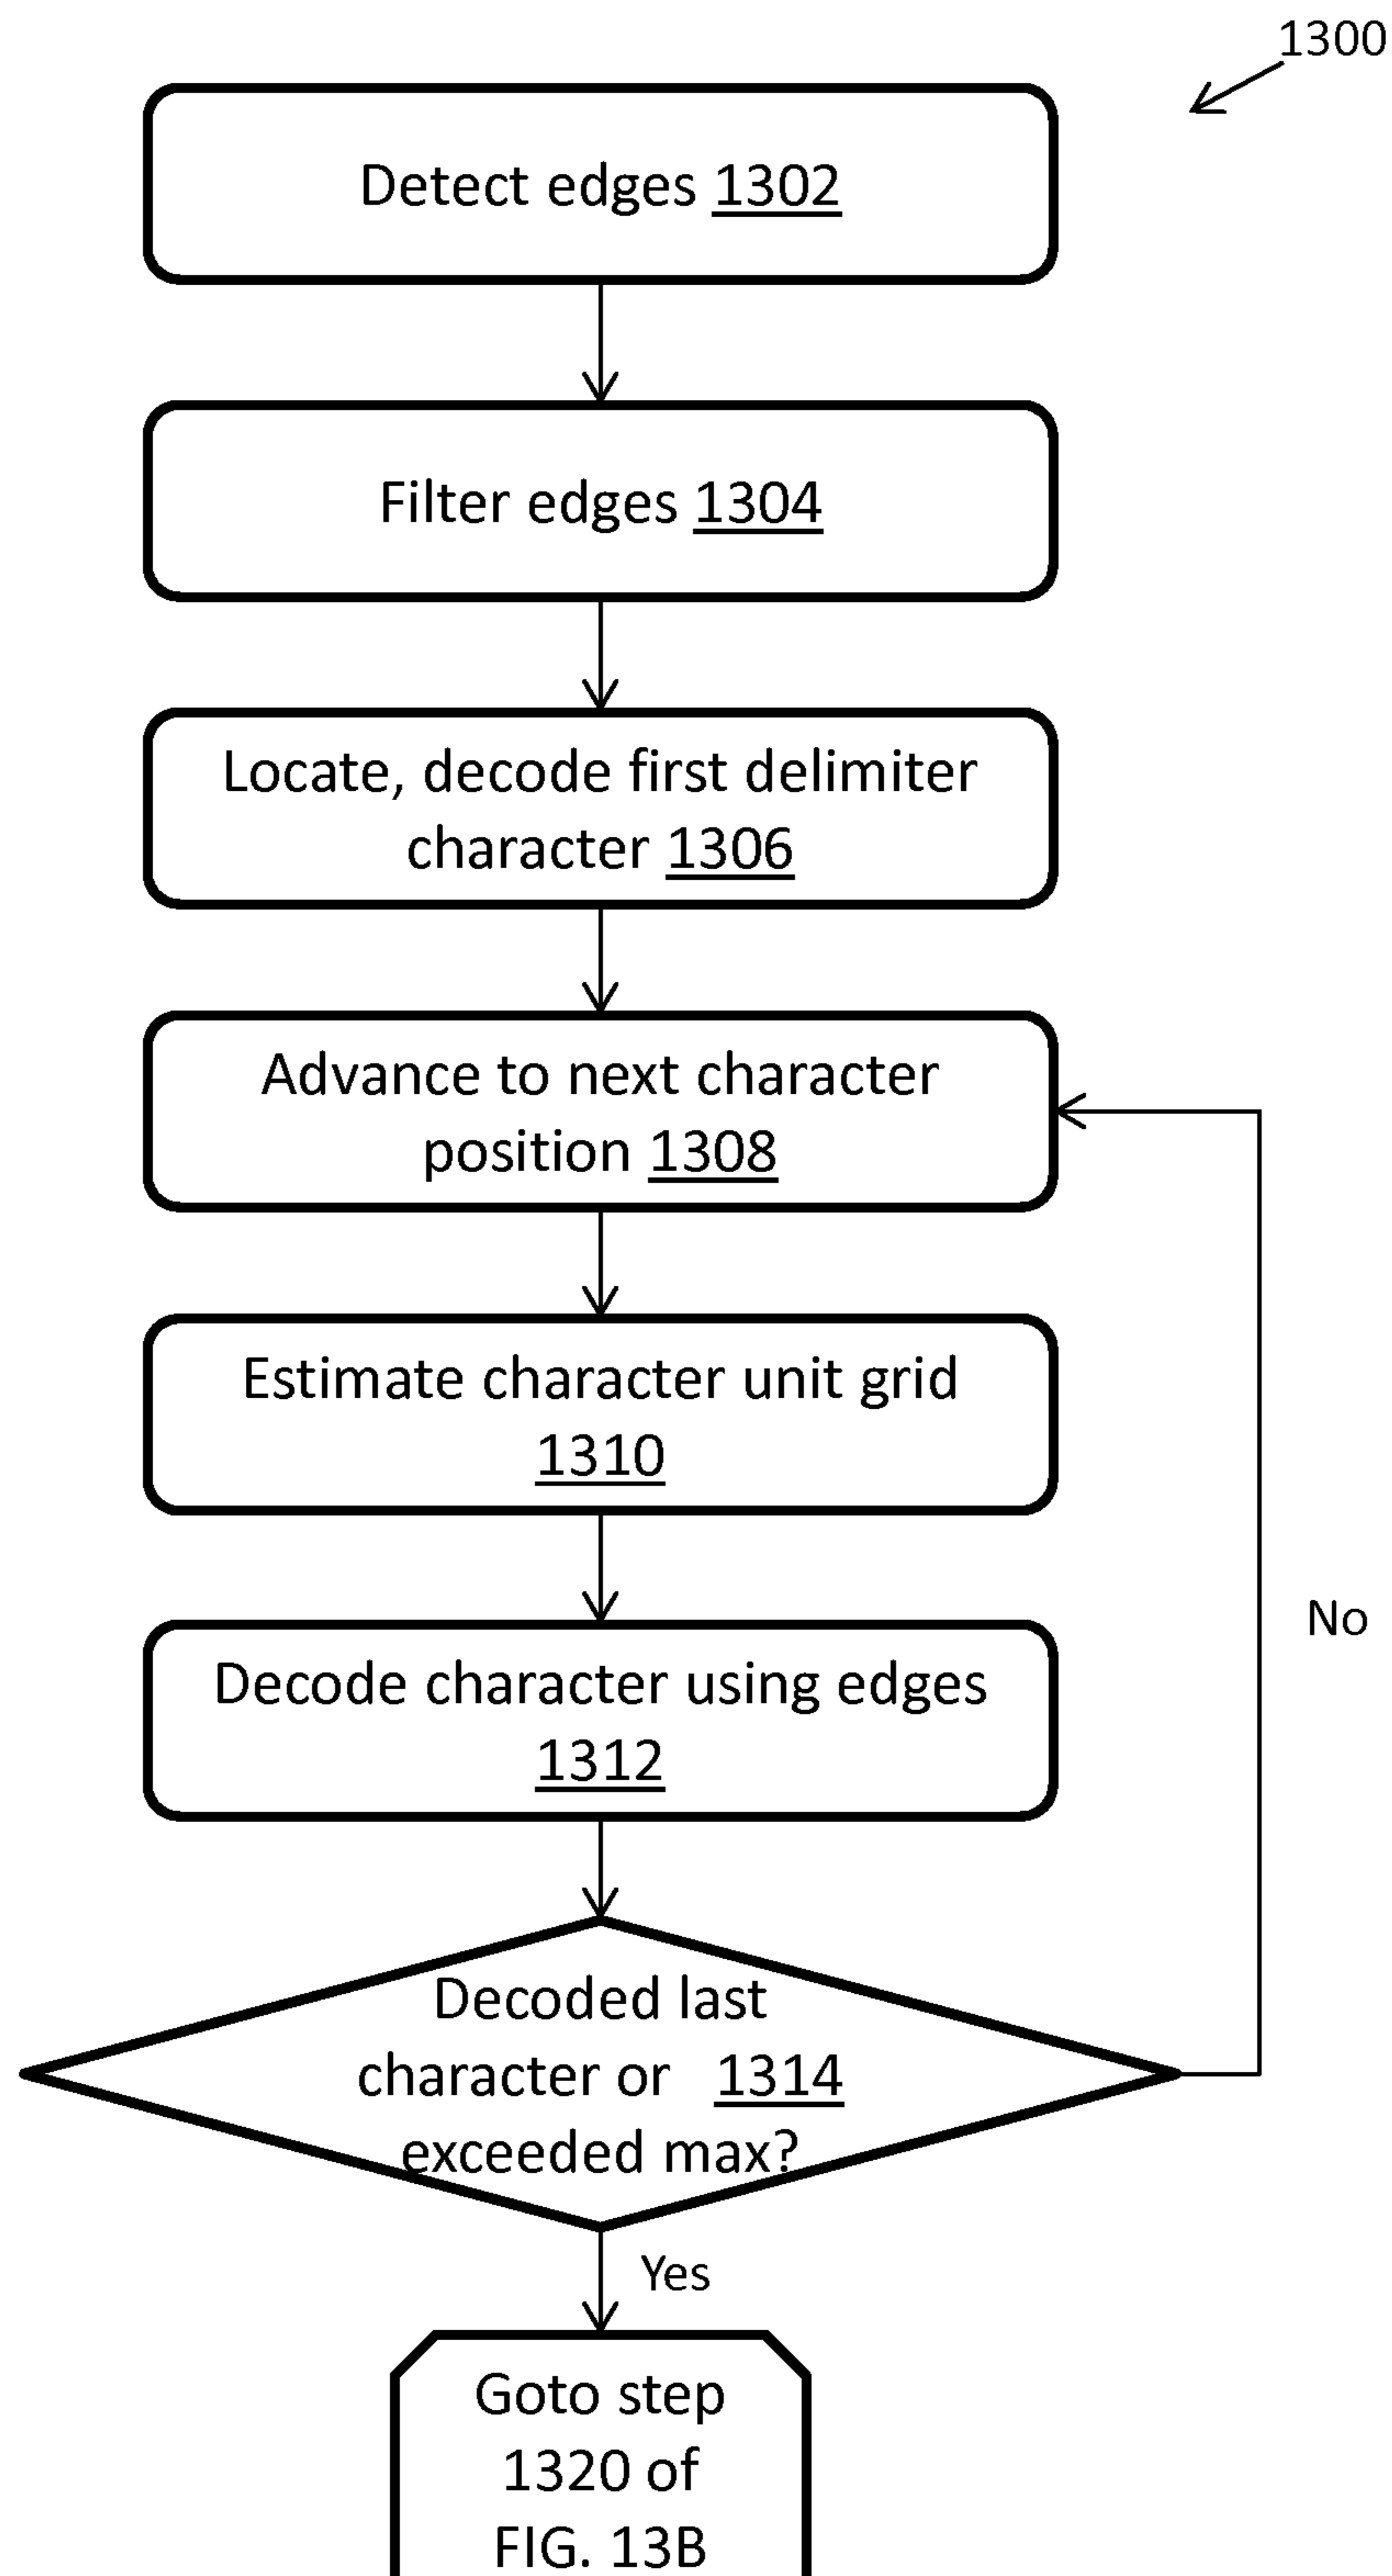 1300
Detect edges 1302
Filter edges 1304
Locate, decode first delimiter
character 1306
Advance to next character
position 1308
Estimate character unit grid
1310
Decode character using edges
1312
No
Decoded last
character or 1314
exceeded max?
Yes
Goto step
1320 of
FIG. 13B